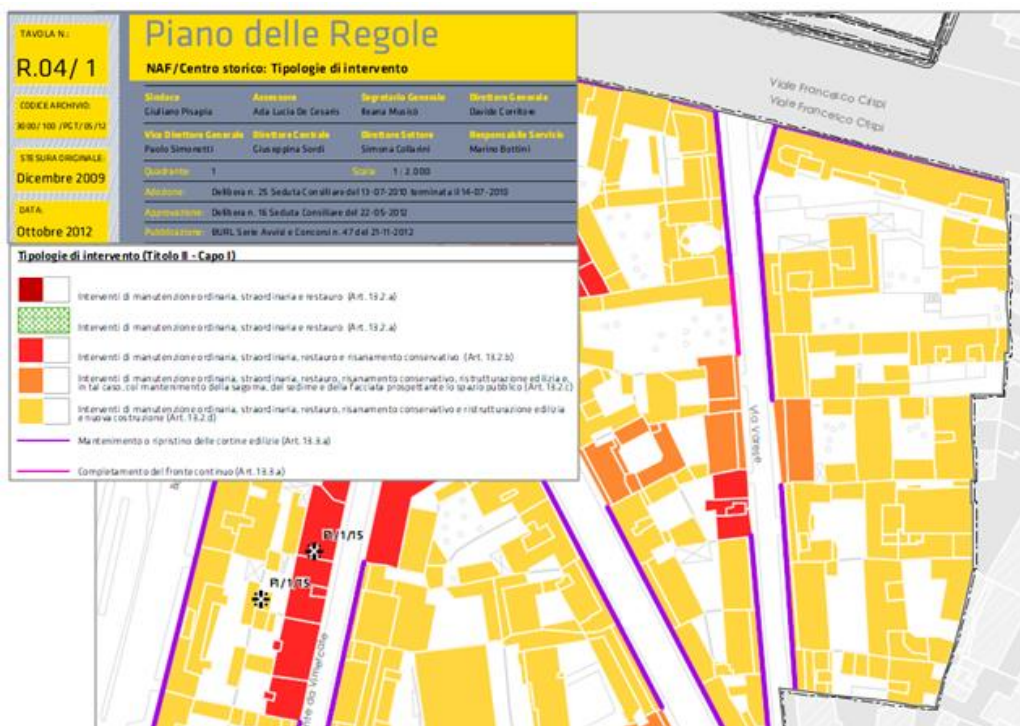 TAVOLA N.:
R.04/ 1
CODICE ARCHIVIO:
3000/ 100 /PGT/05/12
STESURA ORIGINALE:
Dicembre 2009
DATA:
Ottobre 2012
Piano delle Regole
NAF/Centro storico: Tipologie di intervento
Sindaco Assessore Segretario Generale Direttore Generale
Giuliano Pisapia Ada Lucia De Cesaris Ileana Musicò Davide Corritore
Vice Direttore Generale Direttore Centrale Direttore Settore Responsabile Servizio
Paolo Simonetti Giuseppina Sordi Simona Collarini Marino Bottini
Quadrante 1 Scala 1 : 2.000
Adozione: Delibera n. 25 Seduta Consiliare del 13-07-2010 terminata il 14-07-2010
Approvazione: Delibera n. 16 Seduta Consiliare del 22-05-2012
Pubblicazione: BURL Serie Avvisi e Concorsi n. 47 del 21-11-2012
Tipologie di intervento (Titolo II - Capo I)
Interventi di manutenzione ordinaria, straordinaria e restauro (Art. 13.2.a)
Interventi di manutenzione ordinaria, straordinaria e restauro (Art. 13.2.a)
Interventi di manutenzione ordinaria, straordinaria, restauro e risanamento conservativo (Art. 13.2.b)
Interventi di manutenzione ordinaria, straordinaria, restauro, risanamento conservativo, ristrutturazione edilizia e,
in tal caso, col mantenimento della sagoma, del sedime e della facciata prospettante lo spazio pubblico (Art. 13.2.c)
Interventi di manutenzione ordinaria, straordinaria, restauro, risanamento conservativo e ristrutturazione edilizia
e nuova costruzione (Art. 13.2.d)
Mantenimento o ripristino delle cortine edilizie (Art. 13.3.a)
Completamento del fronte continuo (Art. 13.3.a)
Viale Francesco Crispi
Viale Francesco Crispi
Via Varese
PI/1/15
PI/1/15
te da Vimercate